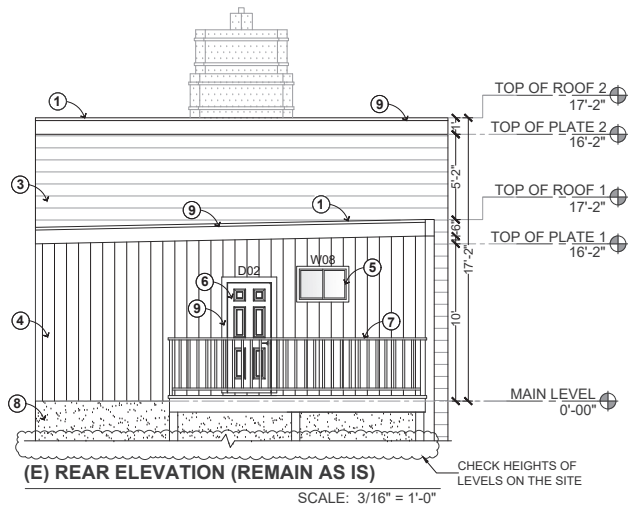 TOP OF ROOF 2
17'-2"
1
9
TOP OF PLATE 2
16'-2"
1'
5'-2"
3
9
1
TOP OF ROOF 1
17'-2"
TOP OF PLATE 1
16'-2"
17'-2"
D02
W08
6
5
9
4
7
10'
MAIN LEVEL
0'-00"
8
(E) REAR ELEVATION (REMAIN AS IS)
CHECK HEIGHTS OF
LEVELS ON THE SITE
SCALE: 3/16" = 1'-0"